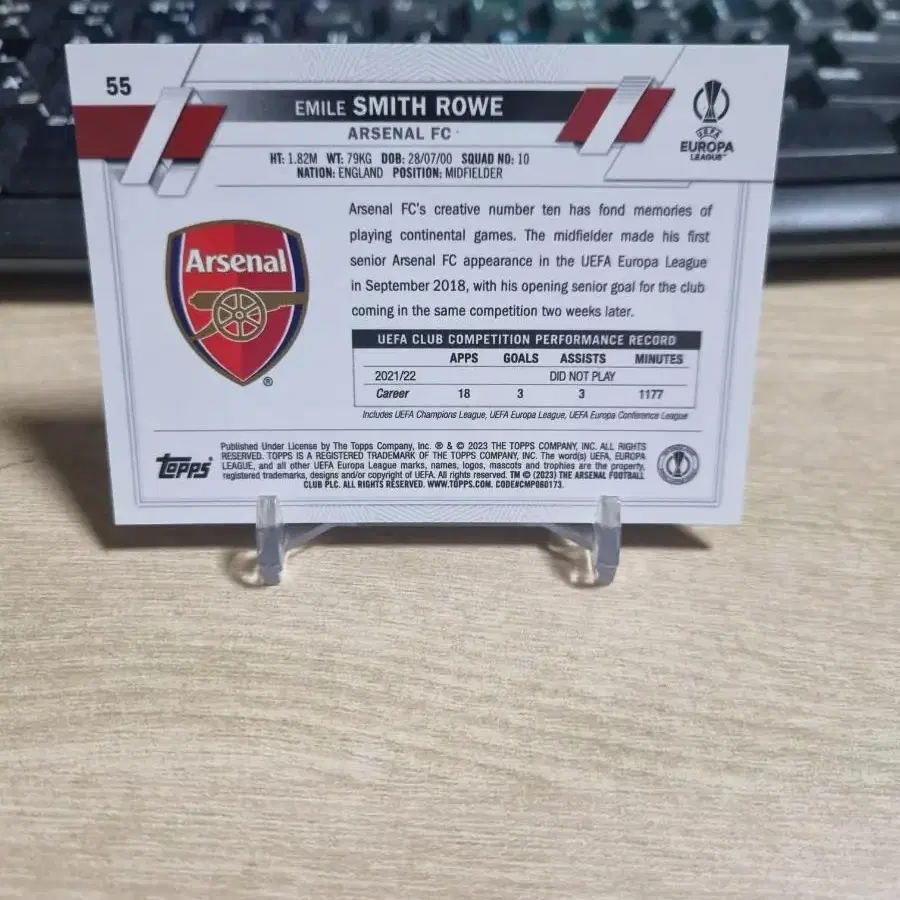 55
EMILE SMITH ROWE
ARSENAL FC
HT: 1.82M WT: 79KG DOB: 28/07/00 SQUAD NO: 10
NATION: ENGLAND POSITION: MIDFIELDER
UEFA
EUROPA
LEAGUE™
Arsenal FC's creative number ten has fond memories of
playing continental games. The midfielder made his first
senior Arsenal FC appearance in the UEFA Europa League
in September 2018, with his opening senior goal for the club
coming in the same competition two weeks later.
Arsenal
®
UEFA CLUB COMPETITION PERFORMANCE RECORD
APPS GOALS ASSISTS MINUTES
2021/22 DID NOT PLAY
Career 18 3 3 1177
Includes UEFA Champions League, UEFA Europa League, UEFA Europa Conference League
topps®
Published Under License by The Topps Company, Inc. ® & © 2023 THE TOPPS COMPANY, INC. ALL RIGHTS
RESERVED. TOPPS IS A REGISTERED TRADEMARK OF THE TOPPS COMPANY, INC. The word(s) UEFA, EUROPA
LEAGUE, and all other UEFA Europa League marks, names, logos, mascots and trophies are the property,
registered trademarks, designs and/or copyright of UEFA. All rights reserved. TM © (2023) THE ARSENAL FOOTBALL
CLUB PLC. ALL RIGHTS RESERVED. WWW.TOPPS.COM. CODE#CMP060173.